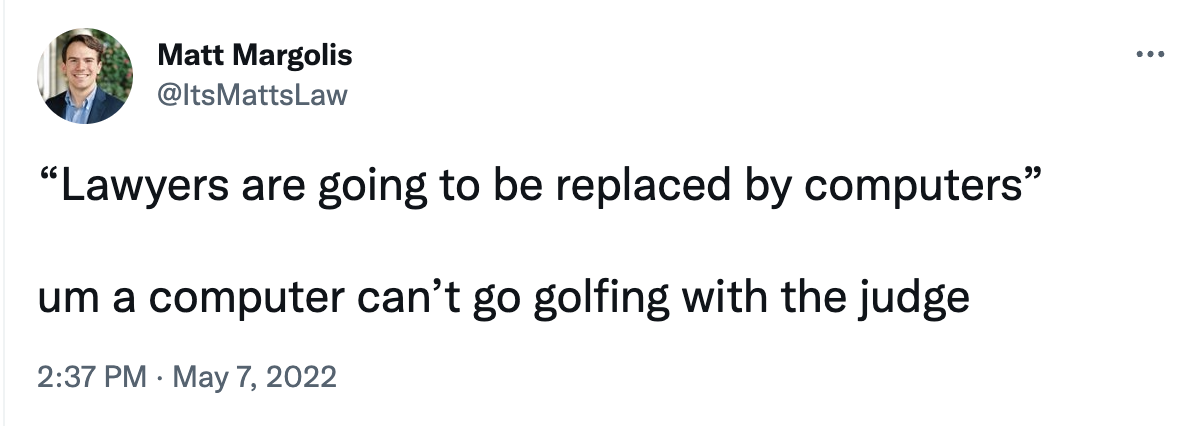 Matt Margolis
@ItsMattsLaw
“Lawyers are going to be replaced by computers”
um a computer can’t go golfing with the judge
2:37 PM · May 7, 2022